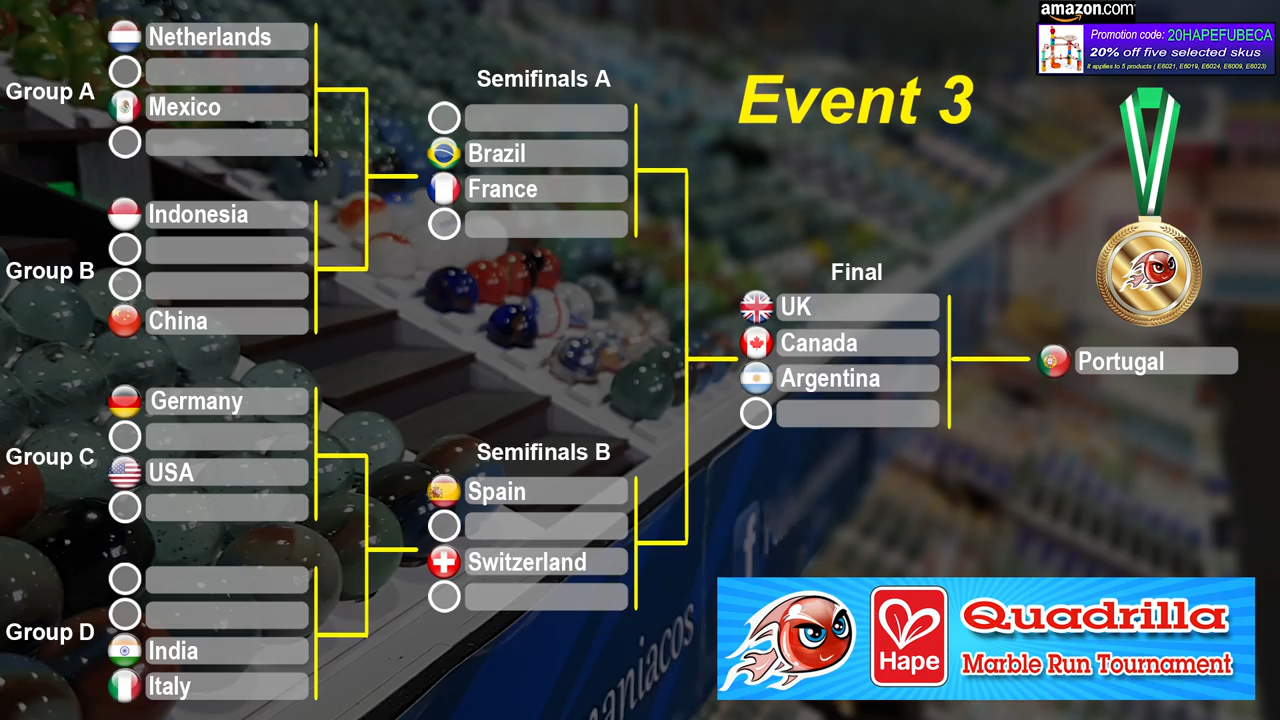 amazon.com
Promotion code: 20HAPEFUBECA
20% off five selected skus
It applies to 5 products ( E6021, E6019, E6024, E6009, E6023)
Event 3
Group A
Netherlands
Mexico
Group B
Indonesia
China
Group C
Germany
USA
Group D
India
Italy
Semifinals A
Brazil
France
Semifinals B
Spain
Switzerland
Final
UK
Canada
Argentina
Portugal
maniacos
Hape
Quadrilla
Marble Run Tournament